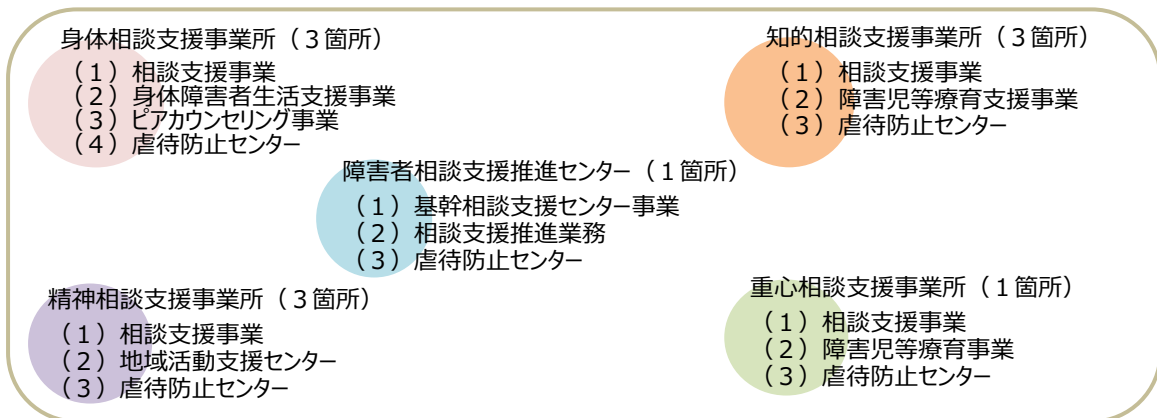 身体相談支援事業所（３箇所）
（１）相談支援事業
（２）身体障害者生活支援事業
（３）ピアカウンセリング事業
（４）虐待防止センター
知的相談支援事業所（３箇所）
（１）相談支援事業
（２）障害児等療育支援事業
（３）虐待防止センター
障害者相談支援推進センター（１箇所）
（１）基幹相談支援センター事業
（２）相談支援推進業務
（３）虐待防止センター
精神相談支援事業所（３箇所）
（１）相談支援事業
（２）地域活動支援センター
（３）虐待防止センター
重心相談支援事業所（１箇所）
（１）相談支援事業
（２）障害児等療育事業
（３）虐待防止センター